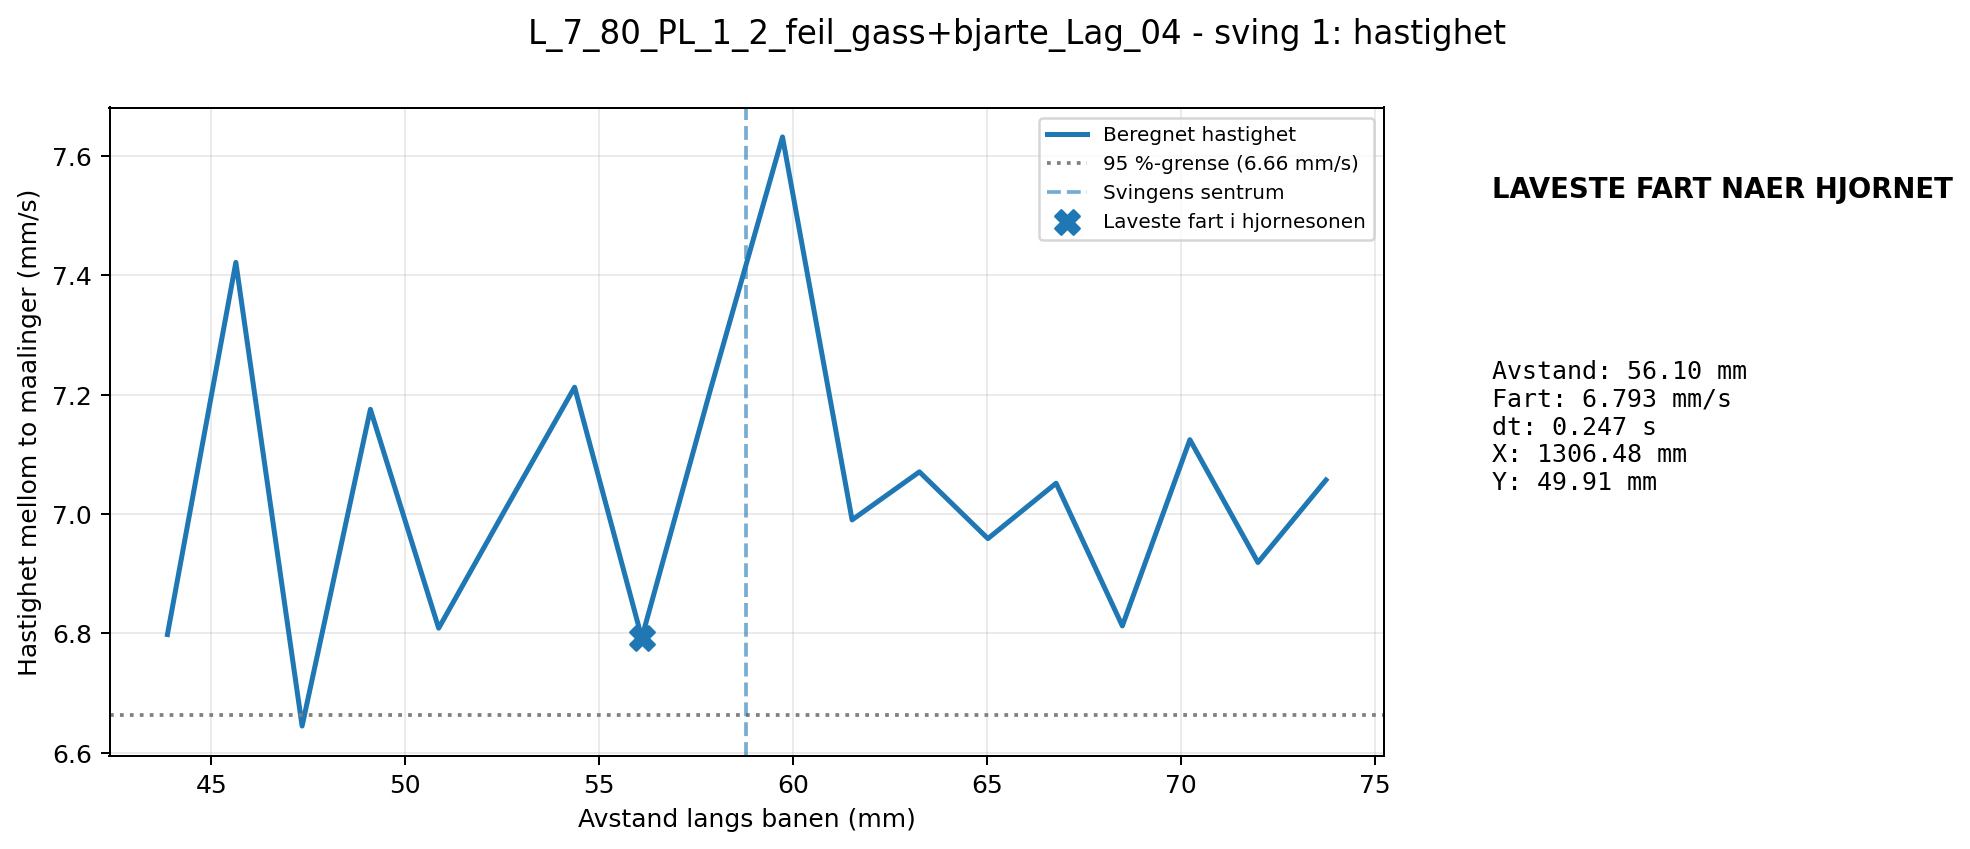 L_7_80_PL_1_2_feil_gass+bjarte_Lag_04 - sving 1: hastighet
Hastighet mellom to maalinger (mm/s)
7.6
7.4
7.2
7.0
6.8
6.6
Beregnet hastighet
95 %-grense (6.66 mm/s)
Svingens sentrum
Laveste fart i hjornesonen
45
50
55
60
65
70
75
Avstand langs banen (mm)
LAVESTE FART NAER HJORNET
Avstand: 56.10 mm
Fart: 6.793 mm/s
dt: 0.247 s
X: 1306.48 mm
Y: 49.91 mm